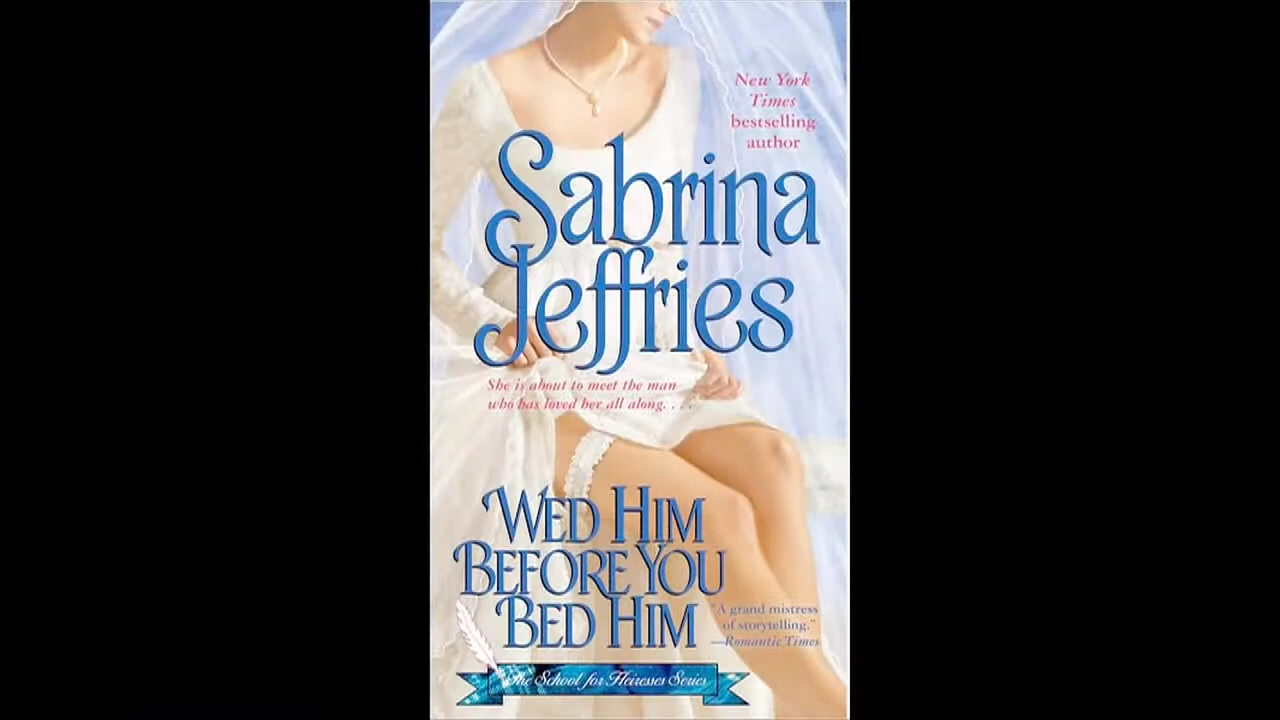 New York
Times
bestselling
author
Sabrina
Jeffries
She is about to meet the man
who has loved her all along. . . .
WED HIM
BEFORE YOU
BED HIM
"A grand mistress
of storytelling."
—Romantic Times
The School for Heiresses Series